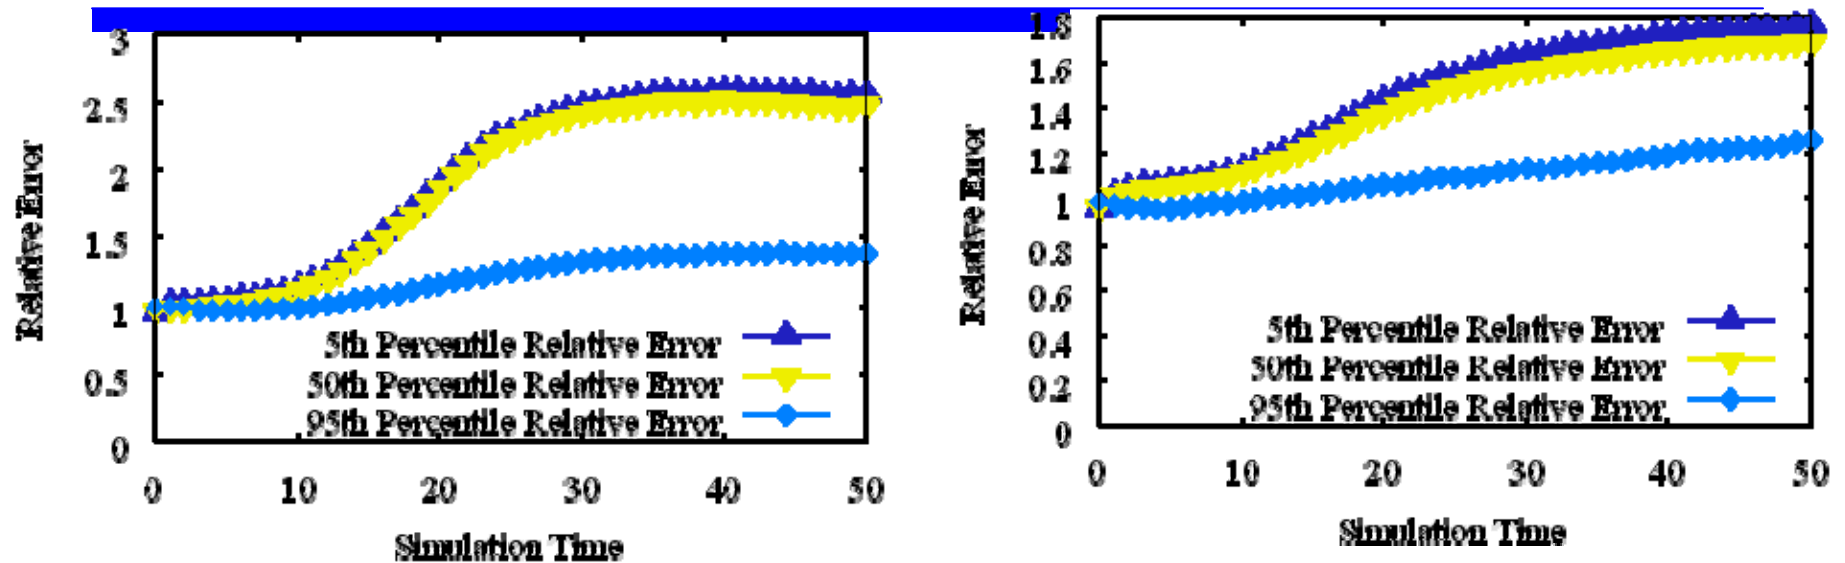 3
2.5
2
1.5
1
0.5
0
0 10 20 30 40 50
Relative Error
Simulation Time
5th Percentile Relative Error
50th Percentile Relative Error
95th Percentile Relative Error
1.8
1.6
1.4
1.2
1
0.8
0.6
0.4
0.2
0
0 10 20 30 40 50
Relative Error
Simulation Time
5th Percentile Relative Error
50th Percentile Relative Error
95th Percentile Relative Error